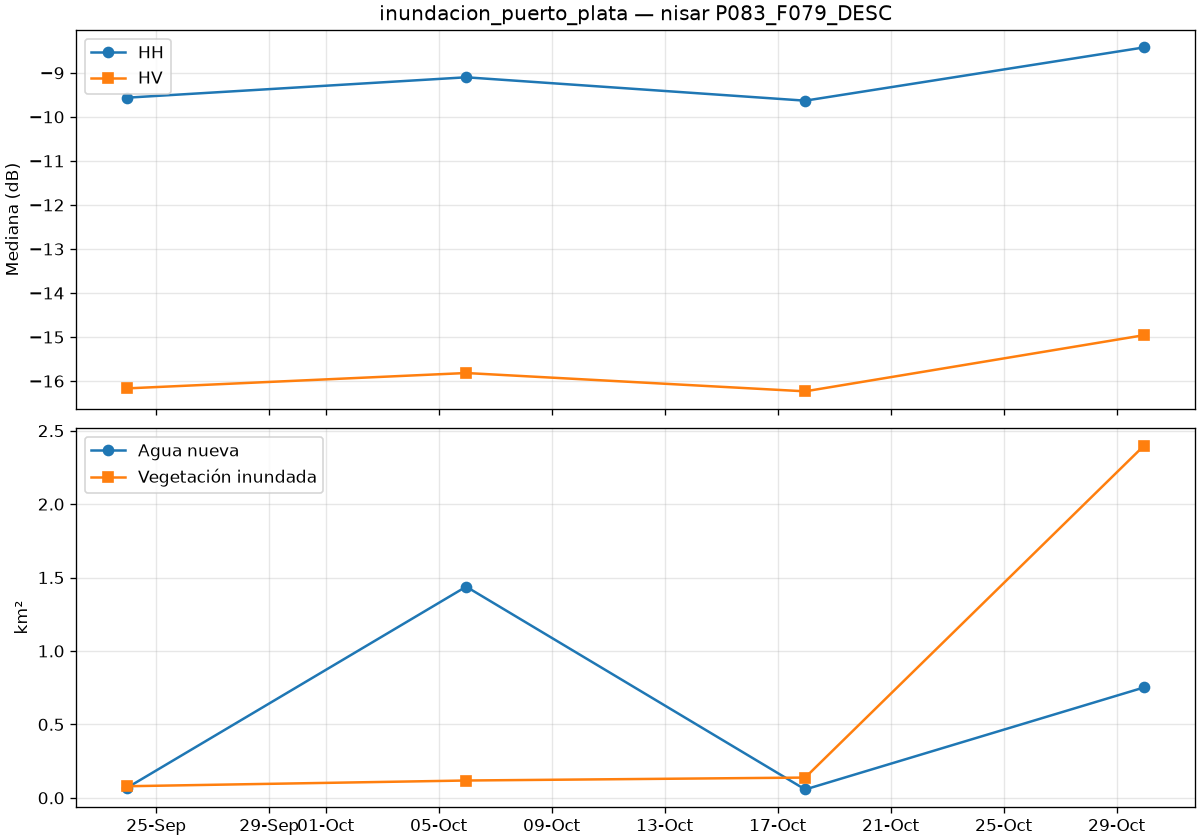 inundacion_puerto_plata — nisar P083_F079_DESC
HH
HV
Mediana (dB)
−9
−10
−11
−12
−13
−14
−15
−16
Agua nueva
Vegetación inundada
km²
2.5
2.0
1.5
1.0
0.5
0.0
25-Sep 29-Sep 01-Oct 05-Oct 09-Oct 13-Oct 17-Oct 21-Oct 25-Oct 29-Oct